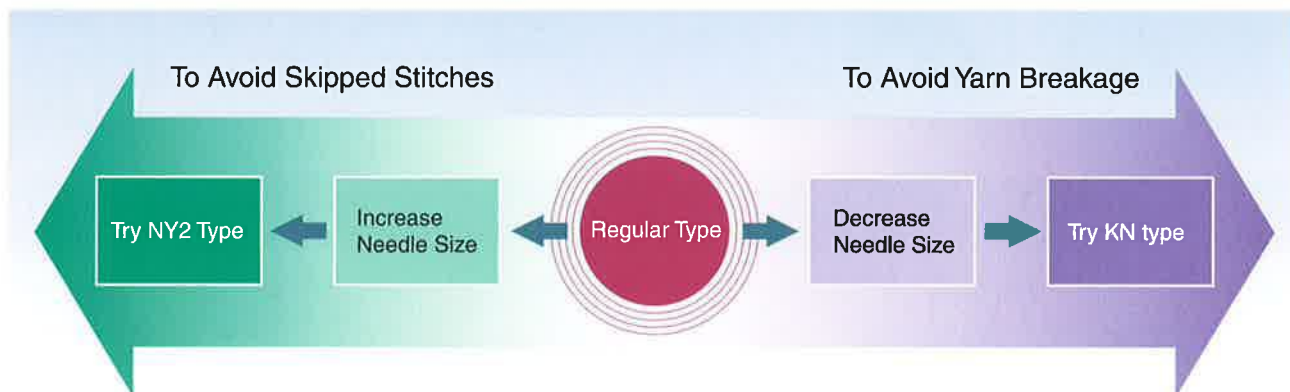 To Avoid Skipped Stitches
To Avoid Yarn Breakage
Try NY2 Type
Increase
Needle Size
Regular Type
Decrease
Needle Size
Try KN type